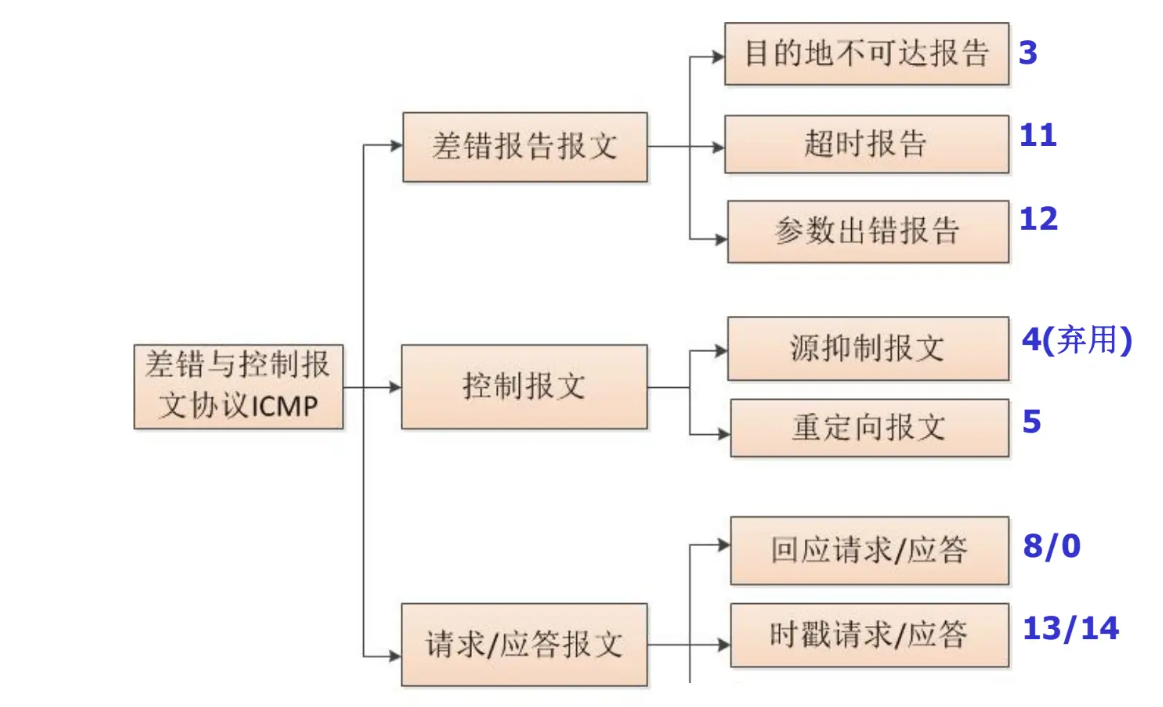 目的地不可达报告 3
差错报告报文
超时报告 11
参数出错报告 12
差错与控制报
文协议ICMP
控制报文
源抑制报文 4(弃用)
重定向报文 5
请求/应答报文
回应请求/应答 8/0
时戳请求/应答 13/14